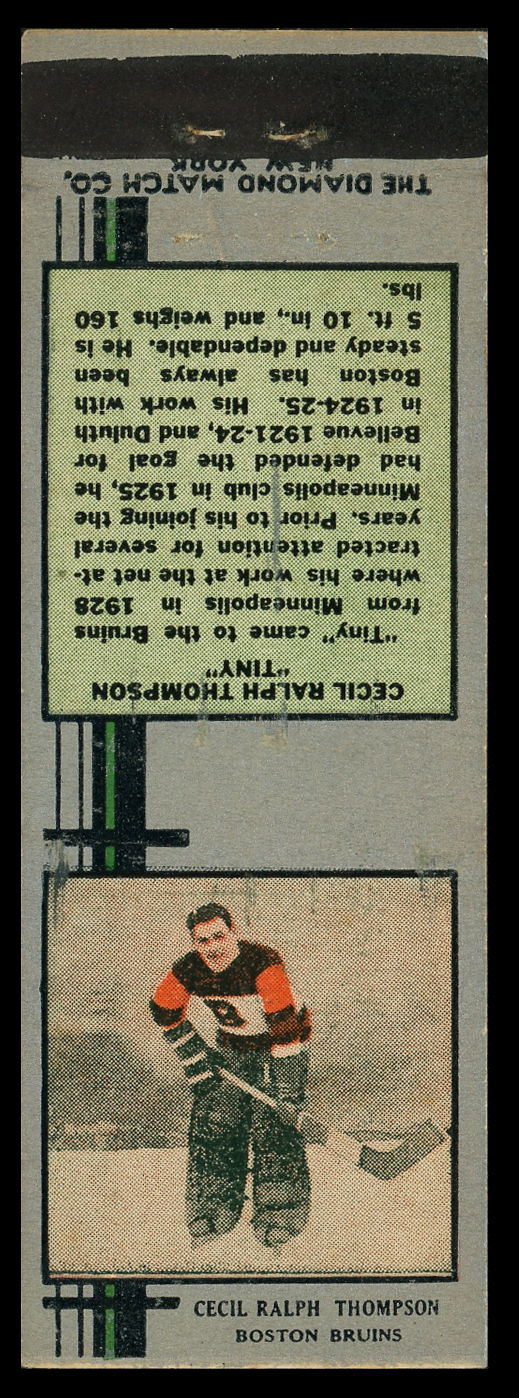 THE DIAMOND MATCH CO.
NEW YORK
CECIL RALPH THOMPSON
"TINY"
"Tiny" came to the Bruins
from Minneapolis in 1928
where his work at the net at-
tracted attention for several
years. Prior to his joining the
Minneapolis club in 1925, he
had defended the goal for
Bellevue 1921-24, and Duluth
in 1924-25. His work with
Boston has always been
steady and dependable. He is
5 ft. 10 in., and weighs 160
lbs.
CECIL RALPH THOMPSON
BOSTON BRUINS